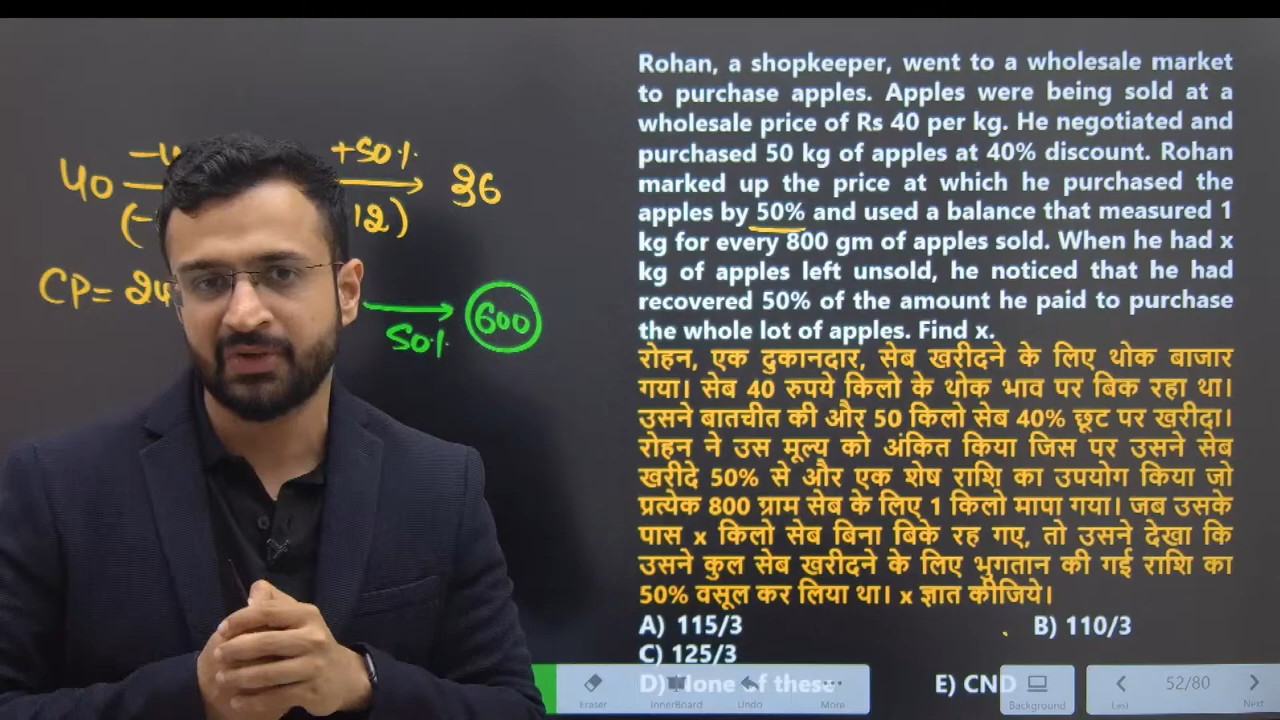 Rohan, a shopkeeper, went to a wholesale market
to purchase apples. Apples were being sold at a
wholesale price of Rs 40 per kg. He negotiated and
purchased 50 kg of apples at 40% discount. Rohan
marked up the price at which he purchased the
apples by 50% and used a balance that measured 1
kg for every 800 gm of apples sold. When he had x
kg of apples left unsold, he noticed that he had
recovered 50% of the amount he paid to purchase
the whole lot of apples. Find x.
रोहन, एक दुकानदार, सेब खरीदने के लिए थोक बाजार
गया। सेब 40 रुपये किलो के थोक भाव पर बिक रहा था।
उसने बातचीत की और 50 किलो सेब 40% छूट पर खरीदा।
रोहन ने उस मूल्य को अंकित किया जिस पर उसने सेब
खरीदे 50% से और एक शेष राशि का उपयोग किया जो
प्रत्येक 800 ग्राम सेब के लिए 1 किलो मापा गया। जब उसके
पास x किलो सेब बिना बिके रह गए, तो उसने देखा कि
उसने कुल सेब खरीदने के लिए भुगतान की गई राशि का
50% वसूल कर लिया था। x ज्ञात कीजिये।
A) 115/3 B) 110/3
C) 125/3
D) None of these E) CND
40 +50% 36
12)
CP= 24
50% 600
Eraser InnerBoard Undo More Background Last 52/80 Next